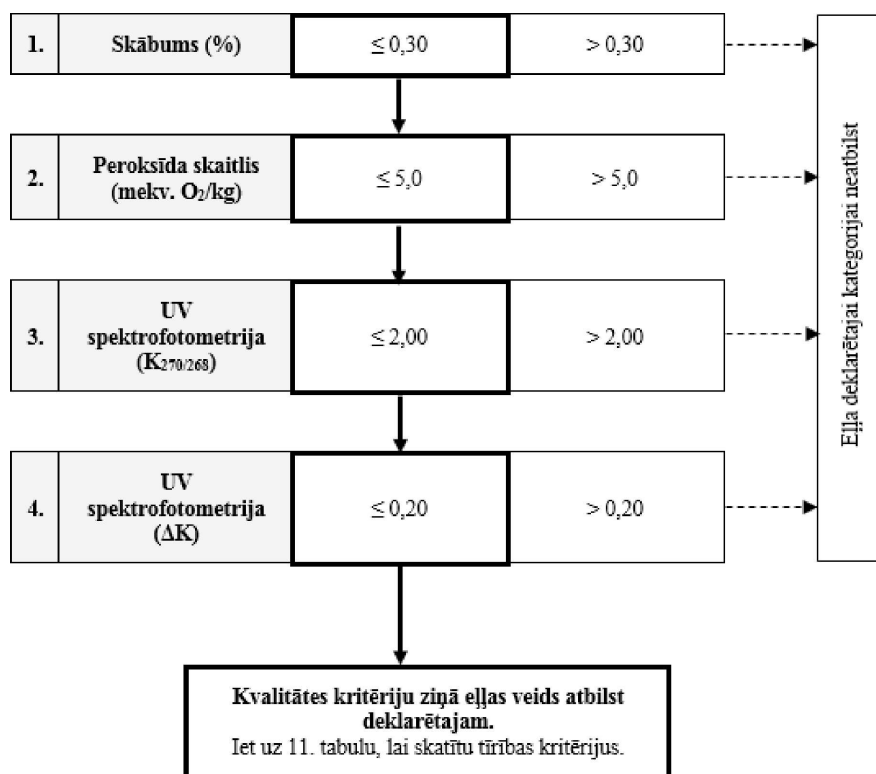 1. Skābums (%) ≤ 0,30 > 0,30
2. Peroksīda skaitlis
(mekv. O₂/kg) ≤ 5,0 > 5,0
3. UV
spektrofotometrija
(K₂₇₀/₂₆₈) ≤ 2,00 > 2,00
4. UV
spektrofotometrija
(ΔK) ≤ 0,20 > 0,20
Eļļa deklarētajai kategorijai neatbilst
Kvalitātes kritēriju ziņā eļļas veids atbilst
deklarētajam.
Iet uz 11. tabulu, lai skatītu tīrības kritērijus.